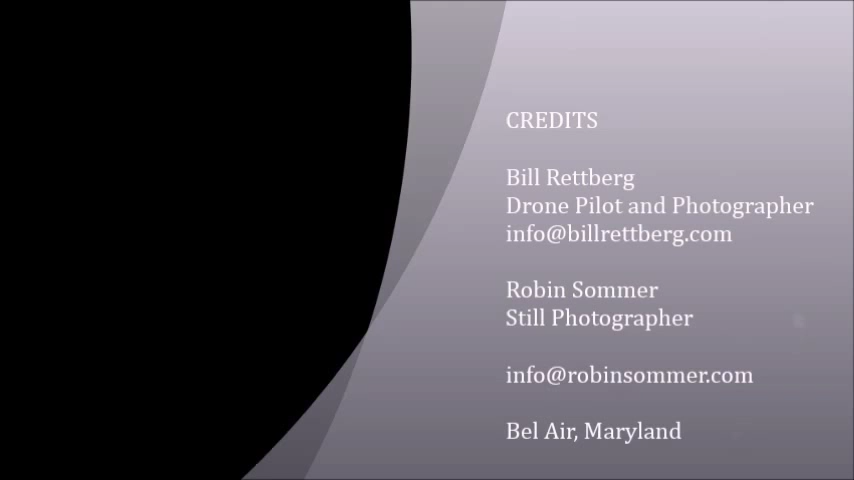 CREDITS
Bill Rettberg
Drone Pilot and Photographer
info@billrettberg.com
Robin Sommer
Still Photographer
info@robinsommer.com
Bel Air, Maryland